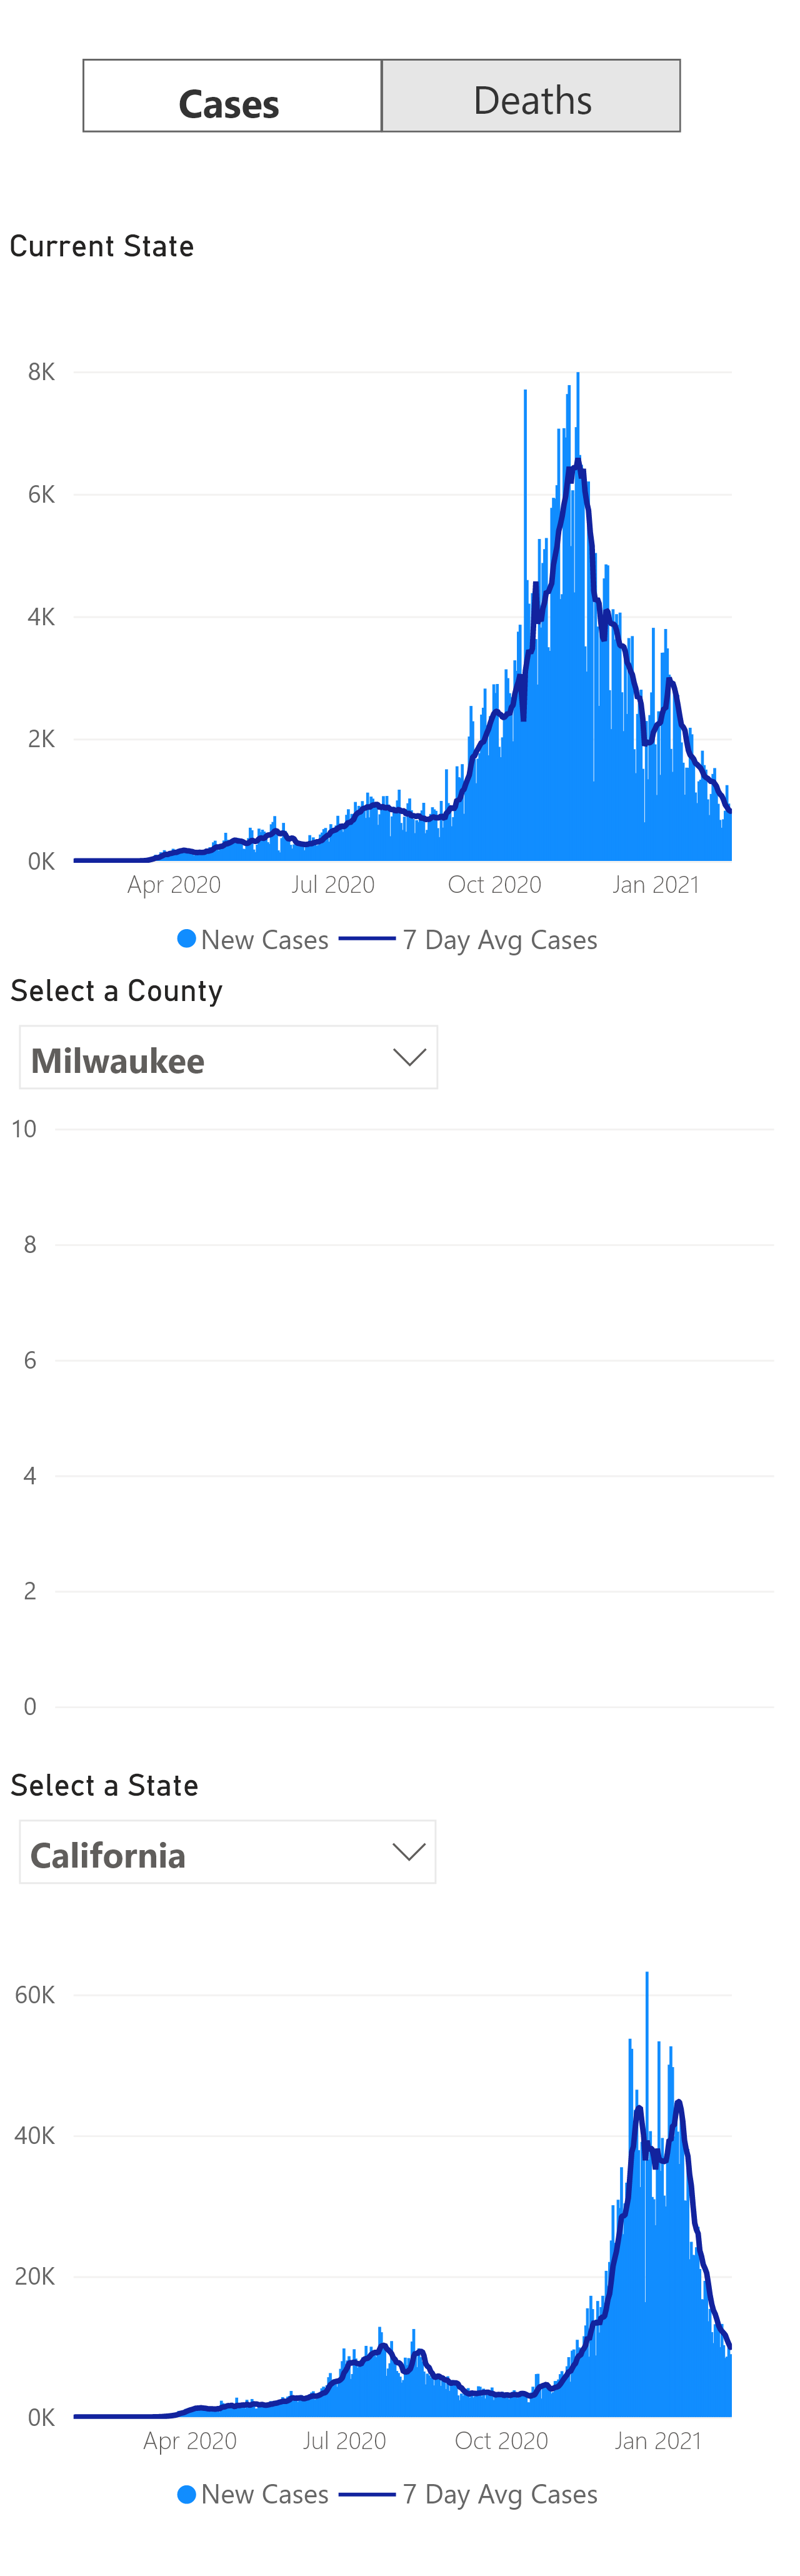 Cases Deaths
Current State
8K
6K
4K
2K
0K
Apr 2020 Jul 2020 Oct 2020 Jan 2021
New Cases 7 Day Avg Cases
Select a County
Milwaukee
10
8
6
4
2
0
Select a State
California
60K
40K
20K
0K
Apr 2020 Jul 2020 Oct 2020 Jan 2021
New Cases 7 Day Avg Cases